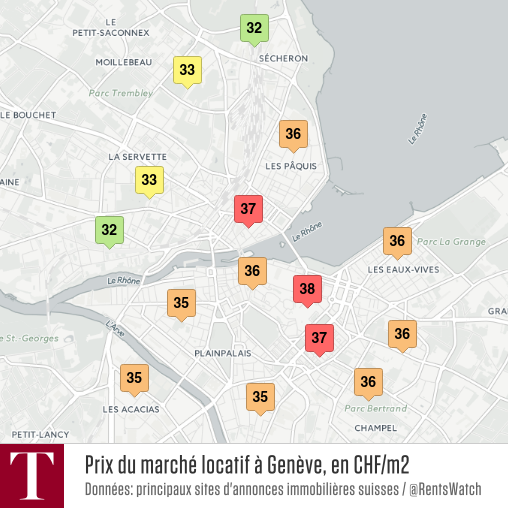 LE
PETIT-SACONNEX
32
SÉCHERON
MOILLEBEAU
33
Parc Trembley
LE BOUCHET
36
Le Rhône
LA SERVETTE
LES PÂQUIS
AINE
33
37
32
Le Rhône
36
Parc La Grange
LES EAUX-VIVES
36
Le Rhône
38
35
GRA
L'Arve
e St.-Georges
37
36
PLAINPALAIS
35
36
35
LES ACACIAS
Parc Bertrand
CHAMPEL
PETIT-LANCY
T
Prix du marché locatif à Genève, en CHF/m2
Données: principaux sites d'annonces immobilières suisses / @RentsWatch